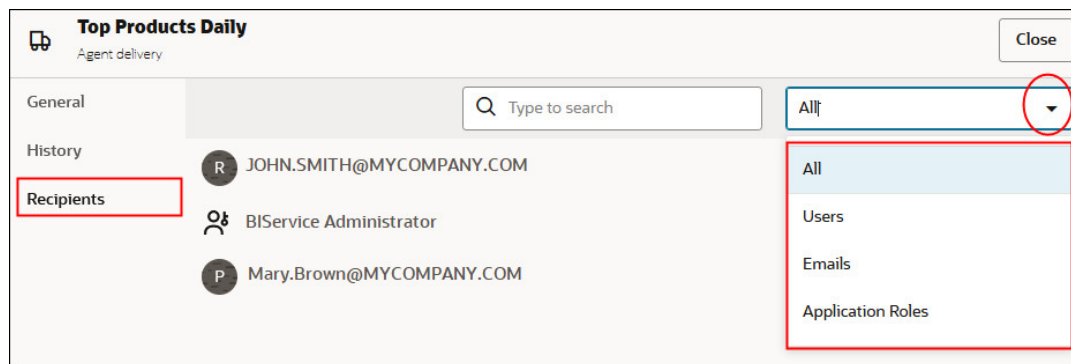 Top Products Daily
Agent delivery
Close
General
History
Recipients
Type to search
All
R JOHN.SMITH@MYCOMPANY.COM
BIService Administrator
P Mary.Brown@MYCOMPANY.COM
All
Users
Emails
Application Roles